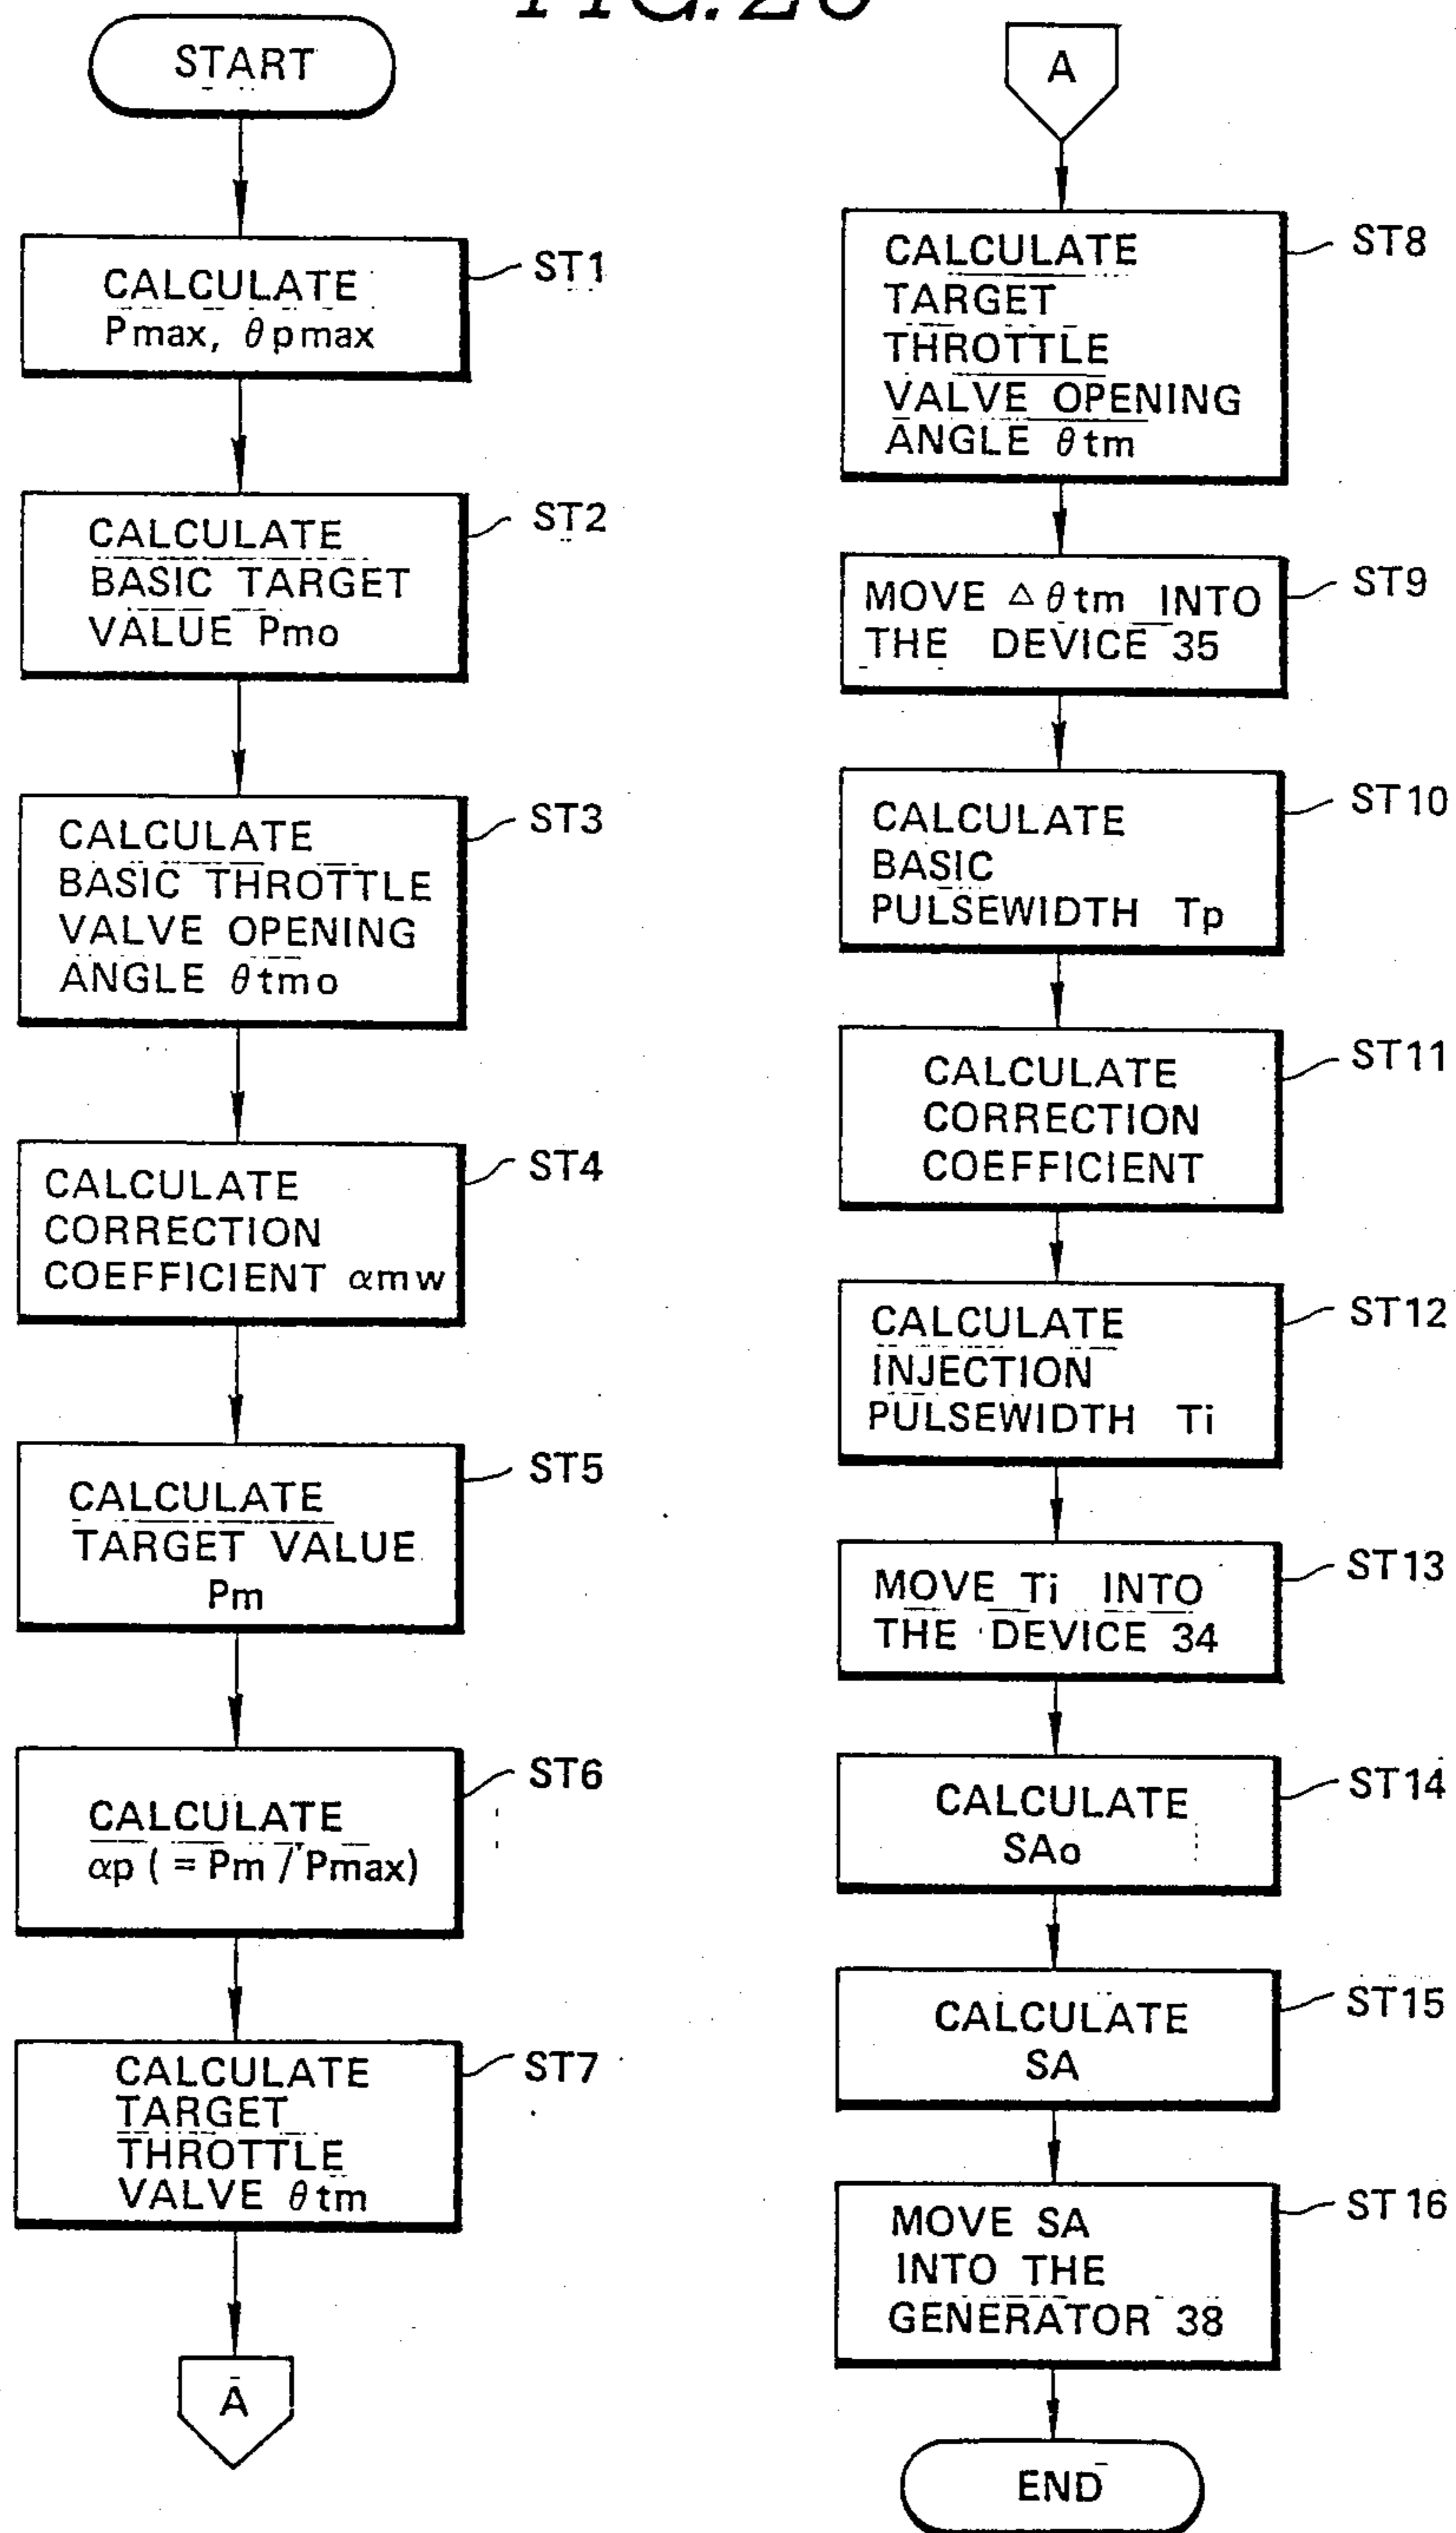 START
CALCULATE
Pmax, θpmax
ST1
CALCULATE
BASIC TARGET
VALUE Pmo
ST2
CALCULATE
BASIC THROTTLE
VALVE OPENING
ANGLE θtmo
ST3
CALCULATE
CORRECTION
COEFFICIENT αmw
ST4
CALCULATE
TARGET VALUE
Pm
ST5
CALCULATE
αp (=Pm/Pmax)
ST6
CALCULATE
TARGET
THROTTLE
VALVE θtm
ST7
A
A
CALCULATE
TARGET
THROTTLE
VALVE OPENING
ANGLE θtm
ST8
MOVE △θtm INTO
THE DEVICE 35
ST9
CALCULATE
BASIC
PULSEWIDTH Tp
ST10
CALCULATE
CORRECTION
COEFFICIENT
ST11
CALCULATE
INJECTION
PULSEWIDTH Ti
ST12
MOVE Ti INTO
THE DEVICE 34
ST13
CALCULATE
SAo
ST14
CALCULATE
SA
ST15
MOVE SA
INTO THE
GENERATOR 38
ST16
END